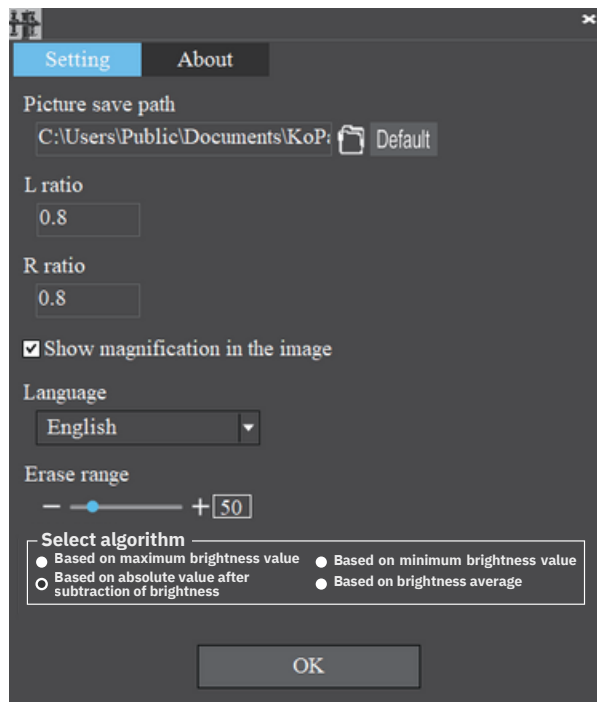 Setting About
Picture save path
C:\Users\Public\Documents\KoPa Default
L ratio
0.8
R ratio
0.8
Show magnification in the image
Language
English
Erase range
50
Select algorithm
Based on maximum brightness value
Based on minimum brightness value
Based on absolute value after
subtraction of brightness
Based on brightness average
OK